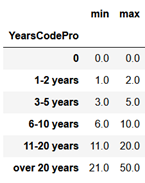 min max
YearsCodePro
0 0.0 0.0
1-2 years 1.0 2.0
3-5 years 3.0 5.0
6-10 years 6.0 10.0
11-20 years 11.0 20.0
over 20 years 21.0 50.0